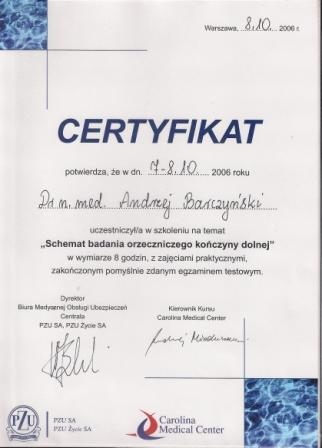 Warszawa, 8.10. 2006 r.
CERTYFIKAT
potwierdza, że w dn. 7-8.10. 2006 roku
Dr n. med. Andrzej Barczyński
uczestniczył/a w szkoleniu na temat
„Schemat badania orzeczniczego kończyny dolnej”
w wymiarze 8 godzin, z zajęciami praktycznymi,
zakończonym pomyślnie zdanym egzaminem testowym.
Dyrektor
Biura Medycznej Obsługi Ubezpieczeń
Centrala
PZU SA, PZU Życie SA
Kierownik Kursu
Carolina Medical Center
PZU
PZU SA
PZU Życie SA
Carolina
Medical Center